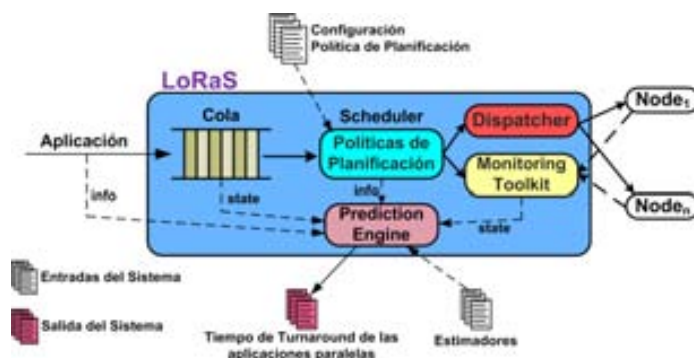 Configuración
Política de Planificación
LoRaS
Cola
Scheduler
Aplicación
Políticas de
Planificación
Dispatcher
Monitoring
Toolkit
Node1
Noden
info
state
info
state
Prediction
Engine
Entradas del Sistema
Salida del Sistema
Tiempo de Turnaround de las
aplicaciones paralelas
Estimadores